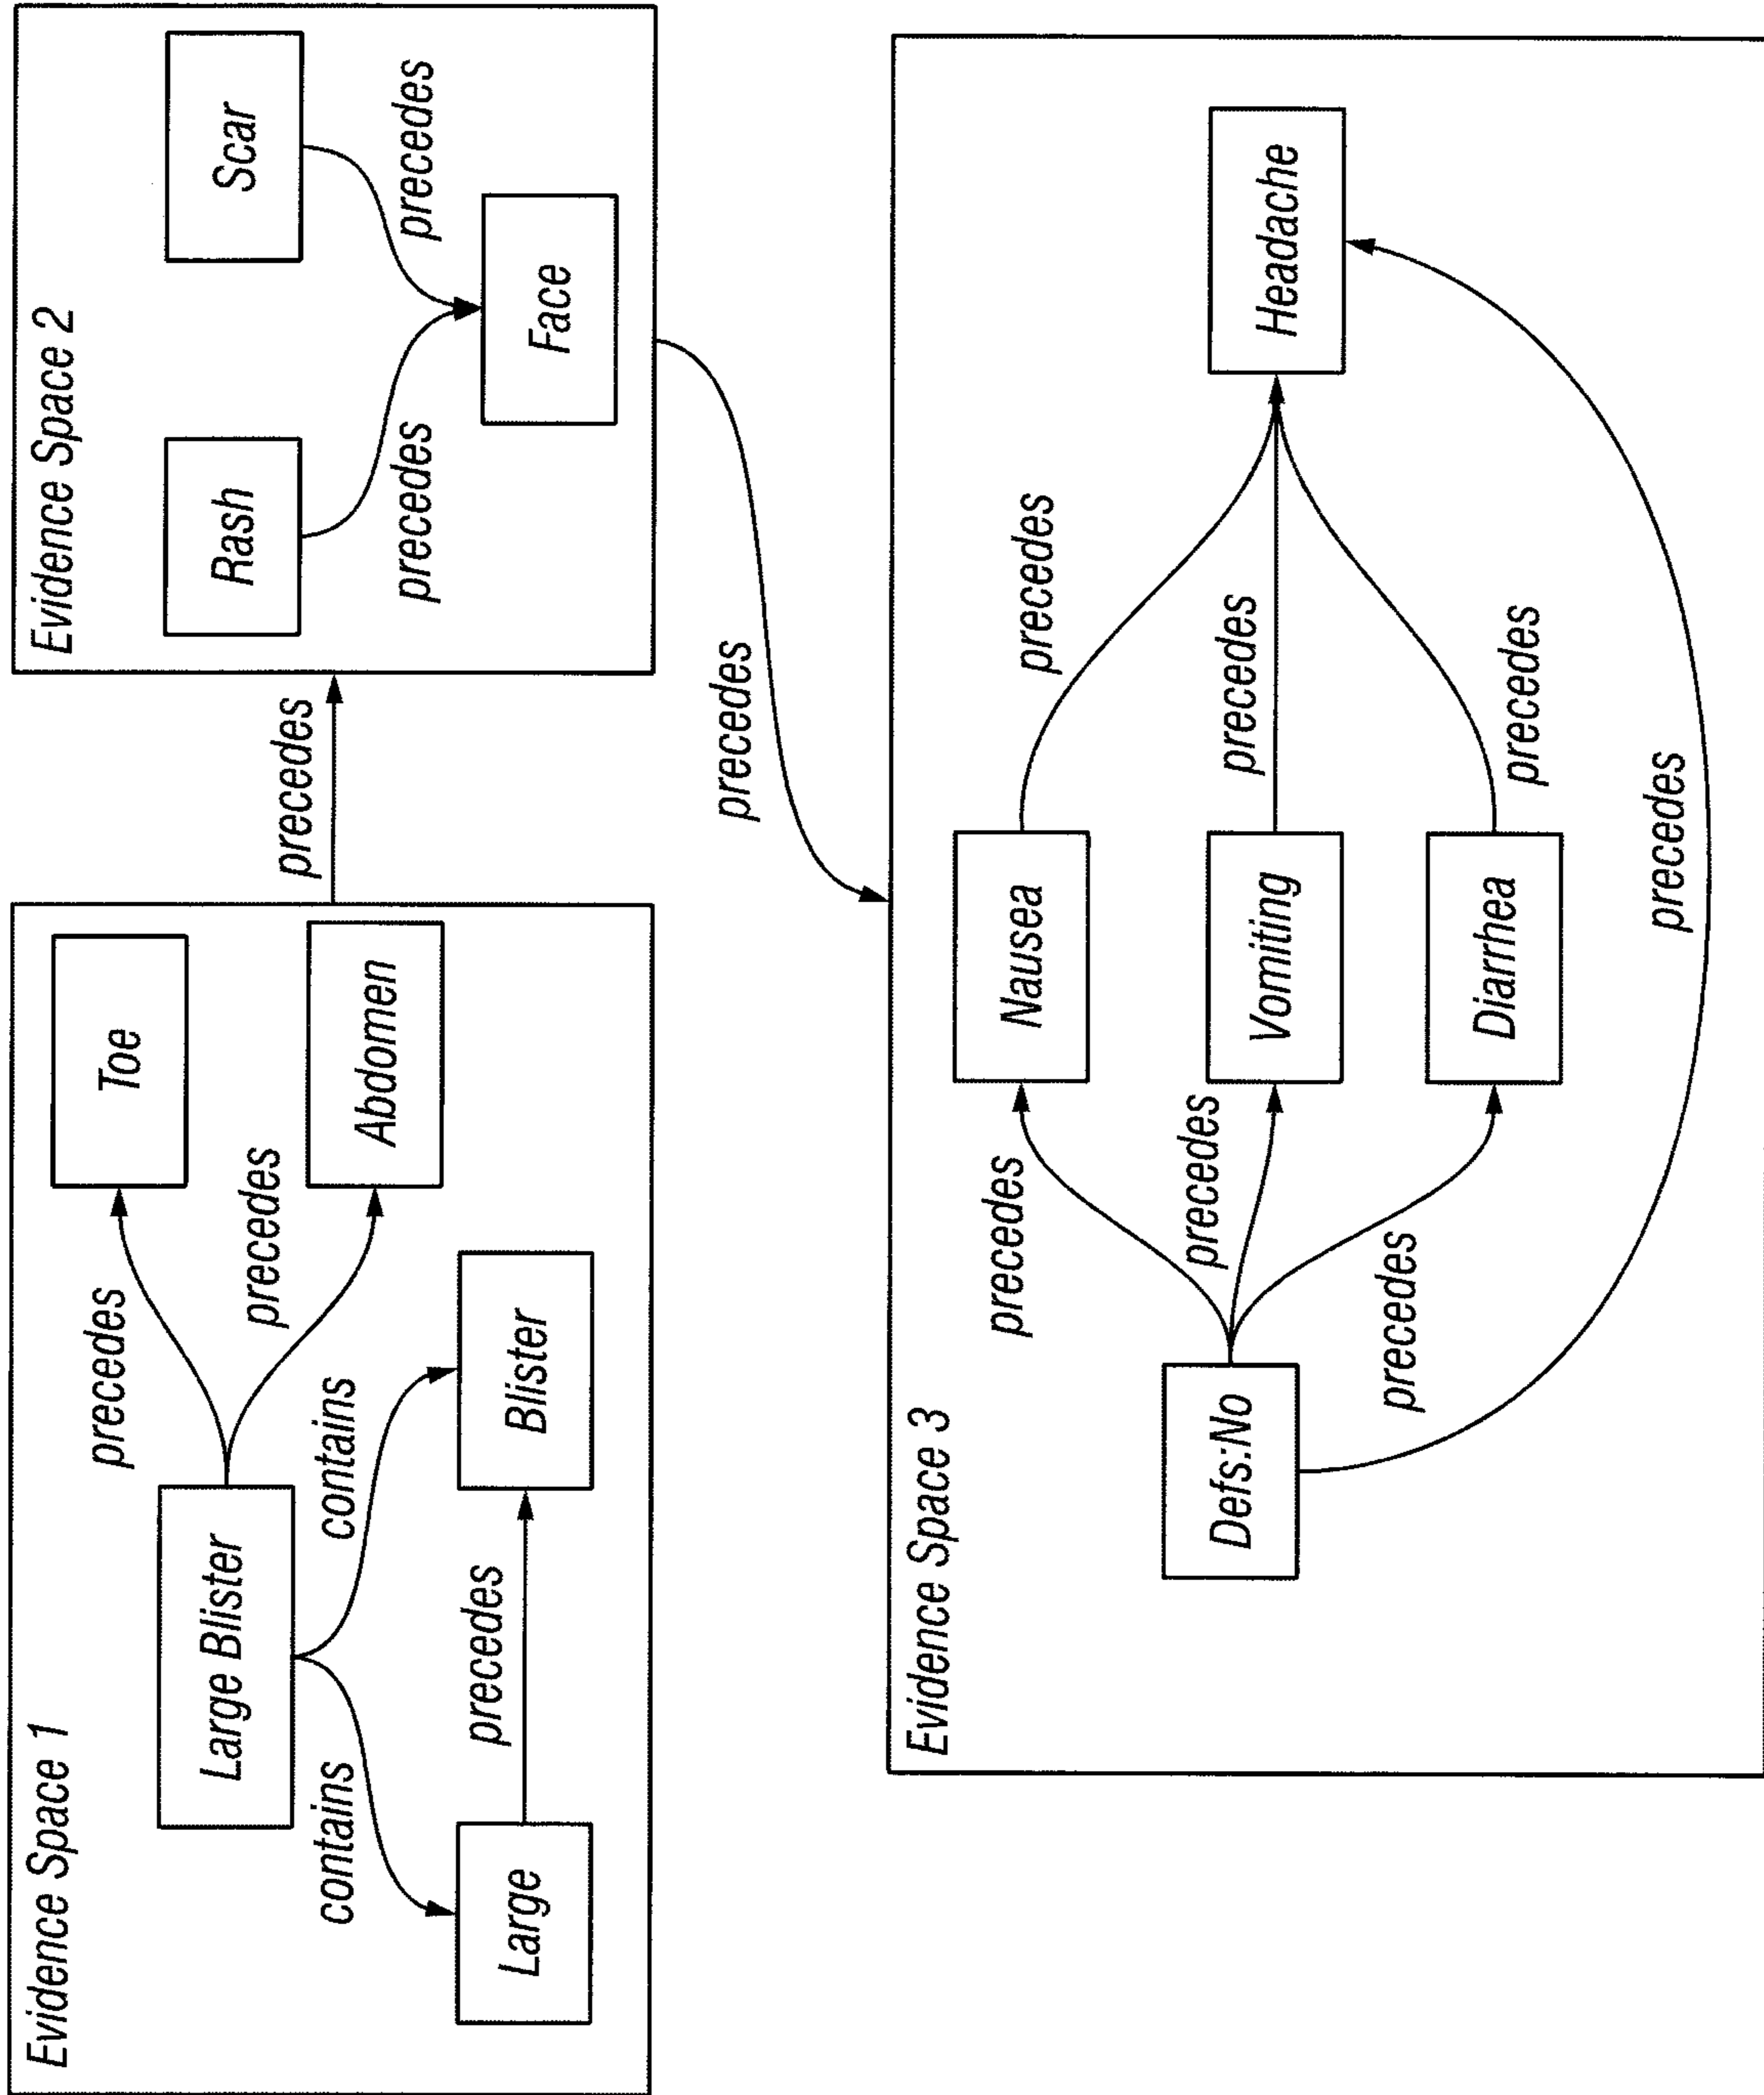 Evidence Space 1
Large Blister
precedes
Toe
precedes
Abdomen
contains
contains
Large
precedes
Blister
precedes
Evidence Space 2
Rash
Scar
precedes
precedes
Face
precedes
Evidence Space 3
Defs:No
precedes
precedes
precedes
Nausea
Vomiting
Diarrhea
precedes
precedes
precedes
Headache
precedes